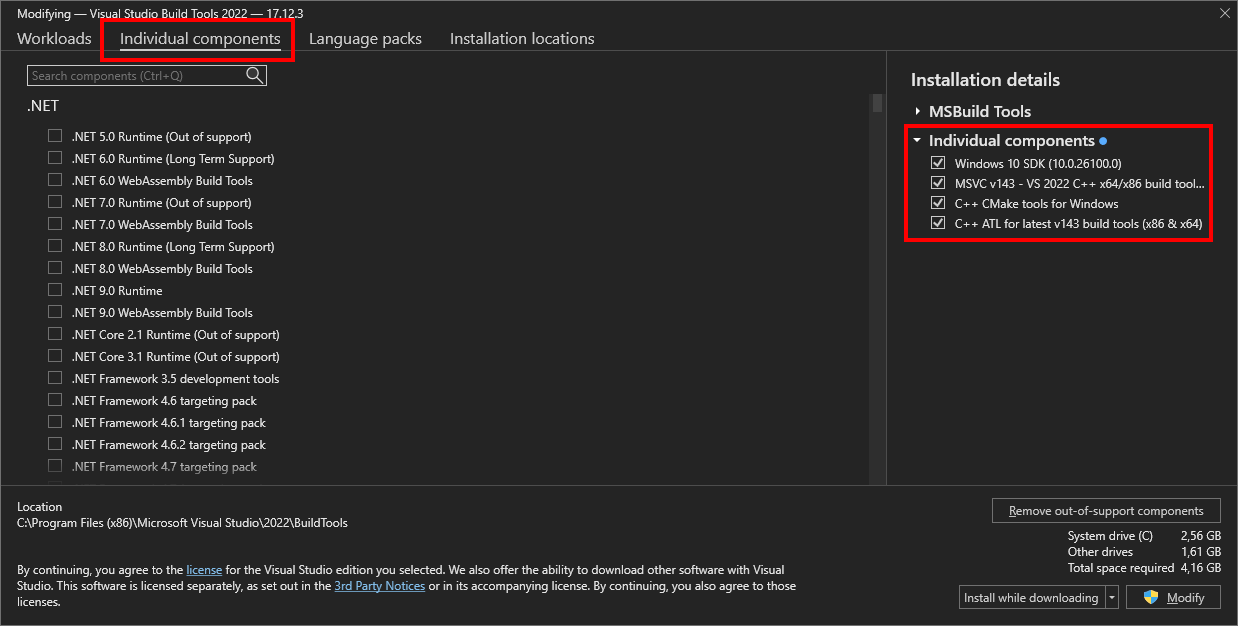 Modifying — Visual Studio Build Tools 2022 — 17.12.3
Workloads
Individual components
Language packs
Installation locations
Search components (Ctrl+Q)
.NET
.NET 5.0 Runtime (Out of support)
.NET 6.0 Runtime (Long Term Support)
.NET 6.0 WebAssembly Build Tools
.NET 7.0 Runtime (Out of support)
.NET 7.0 WebAssembly Build Tools
.NET 8.0 Runtime (Long Term Support)
.NET 8.0 WebAssembly Build Tools
.NET 9.0 Runtime
.NET 9.0 WebAssembly Build Tools
.NET Core 2.1 Runtime (Out of support)
.NET Core 3.1 Runtime (Out of support)
.NET Framework 3.5 development tools
.NET Framework 4.6 targeting pack
.NET Framework 4.6.1 targeting pack
.NET Framework 4.6.2 targeting pack
.NET Framework 4.7 targeting pack
Installation details
MSBuild Tools
Individual components
Windows 10 SDK (10.0.26100.0)
MSVC v143 - VS 2022 C++ x64/x86 build tool...
C++ CMake tools for Windows
C++ ATL for latest v143 build tools (x86 & x64)
Location
C:\Program Files (x86)\Microsoft Visual Studio\2022\BuildTools
By continuing, you agree to the license for the Visual Studio edition you selected. We also offer the ability to download other software with Visual
Studio. This software is licensed separately, as set out in the 3rd Party Notices or in its accompanying license. By continuing, you also agree to those
licenses.
Remove out-of-support components
System drive (C) 2,56 GB
Other drives 1,61 GB
Total space required 4,16 GB
Install while downloading
Modify